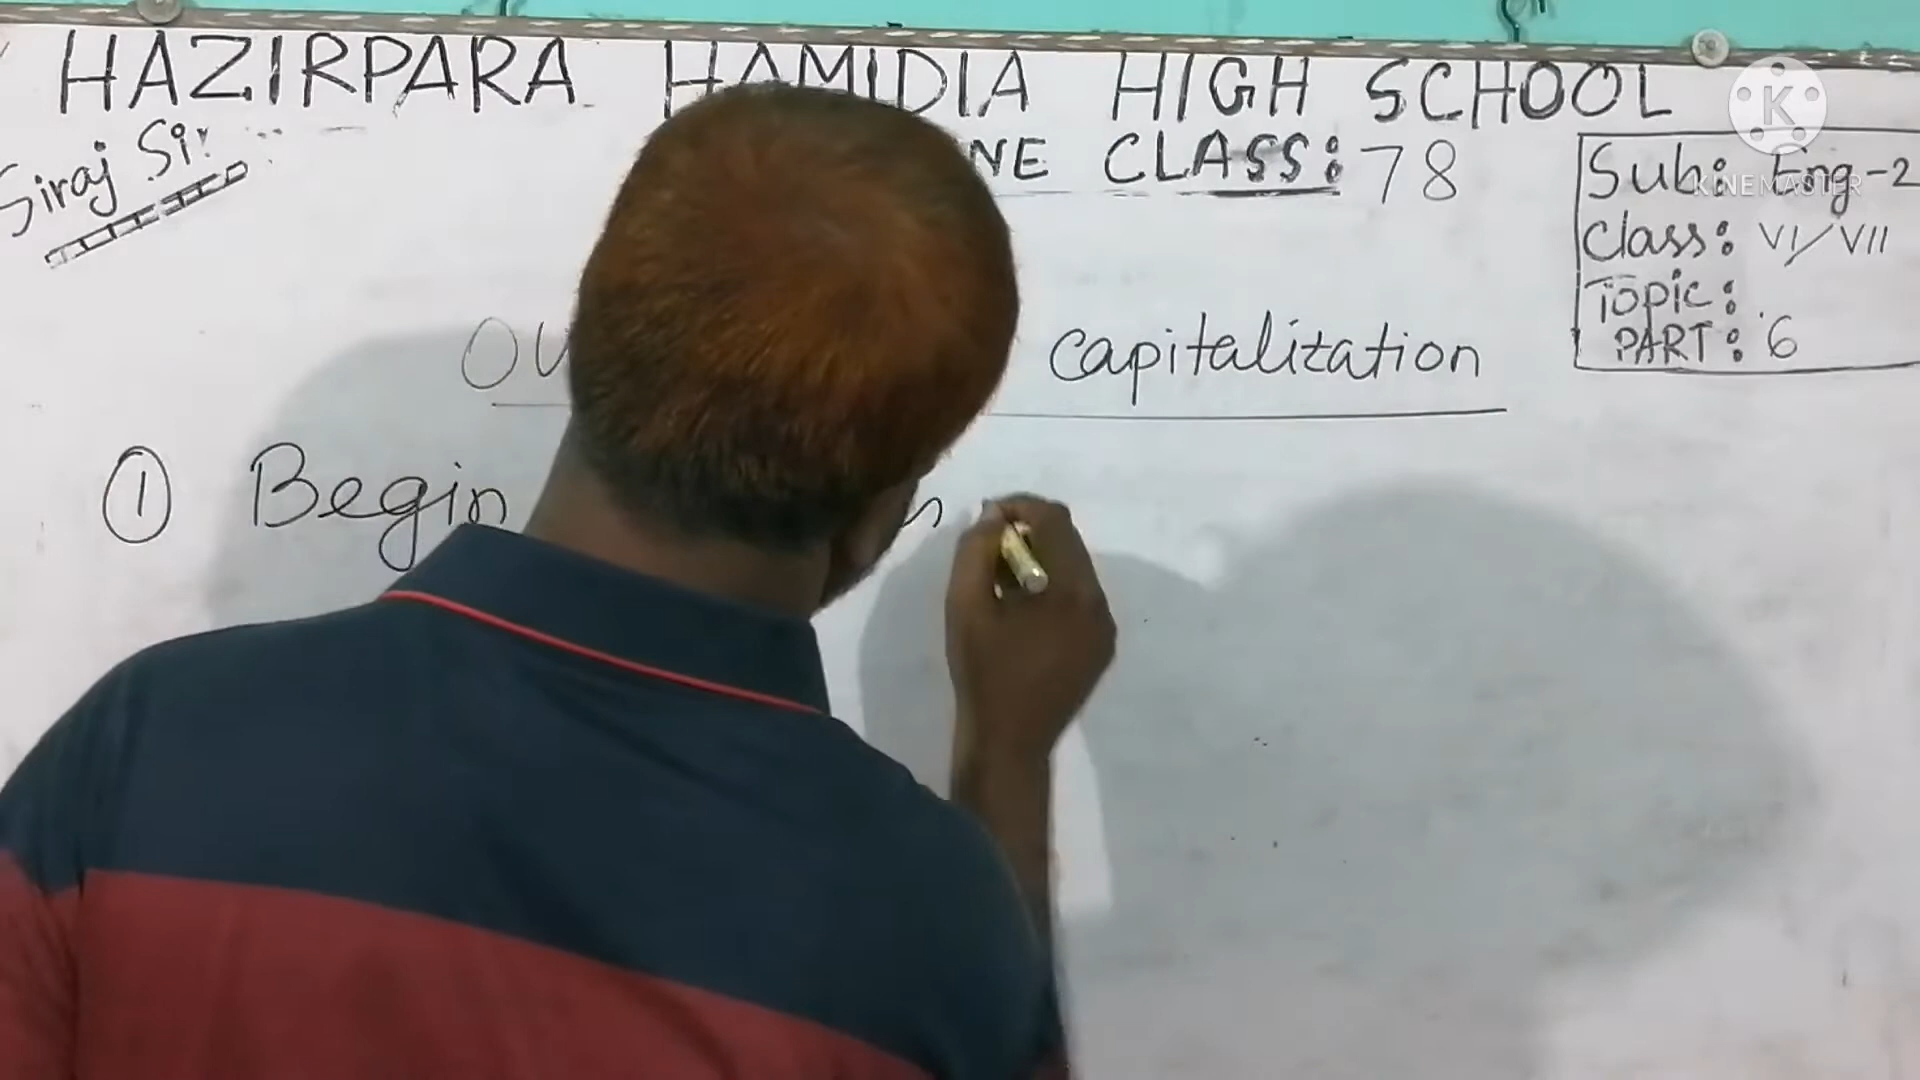 HAZIRPARA HAMIDIA HIGH SCHOOL
Siraj Sir
NE CLASS: 78
Sub: Eng-2
Class: VI/VII
Topic:
PART: 6
capitalization
① Begin
K
KINEMASTER